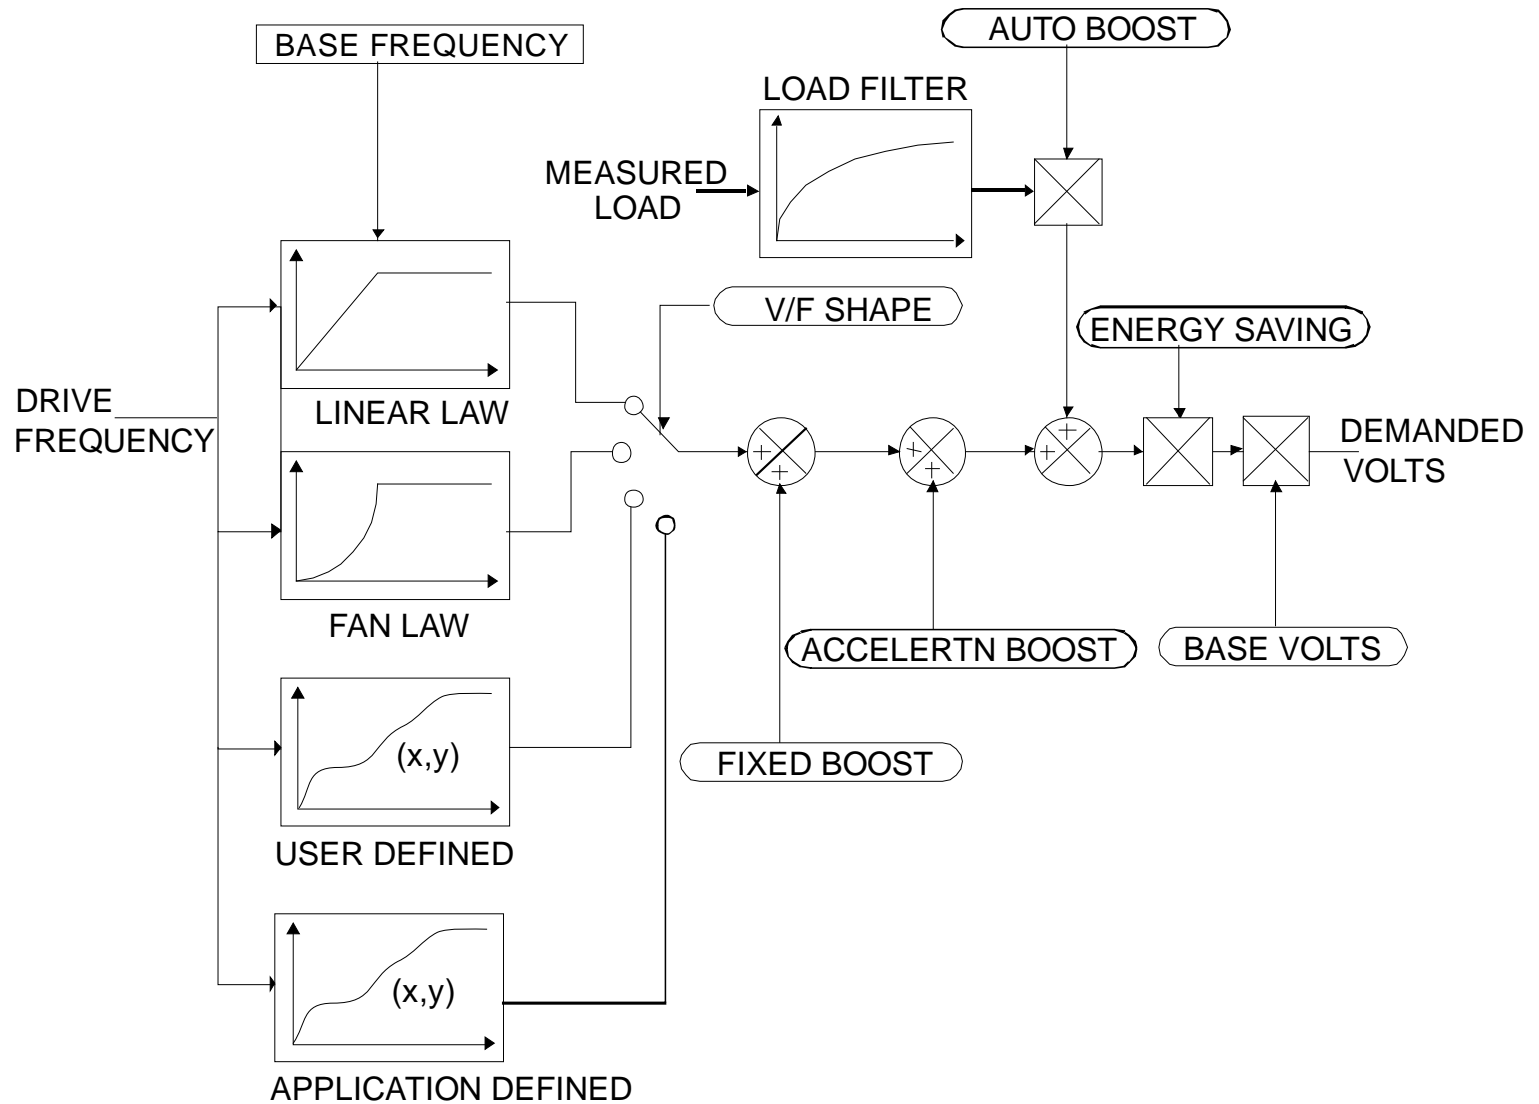 BASE FREQUENCY
AUTO BOOST
LOAD FILTER
MEASURED
LOAD
V/F SHAPE
ENERGY SAVING
DRIVE
FREQUENCY
LINEAR LAW
+
+
+
+
+
+
DEMANDED
VOLTS
FAN LAW
ACCELERTN BOOST
BASE VOLTS
(x,y)
FIXED BOOST
USER DEFINED
(x,y)
APPLICATION DEFINED